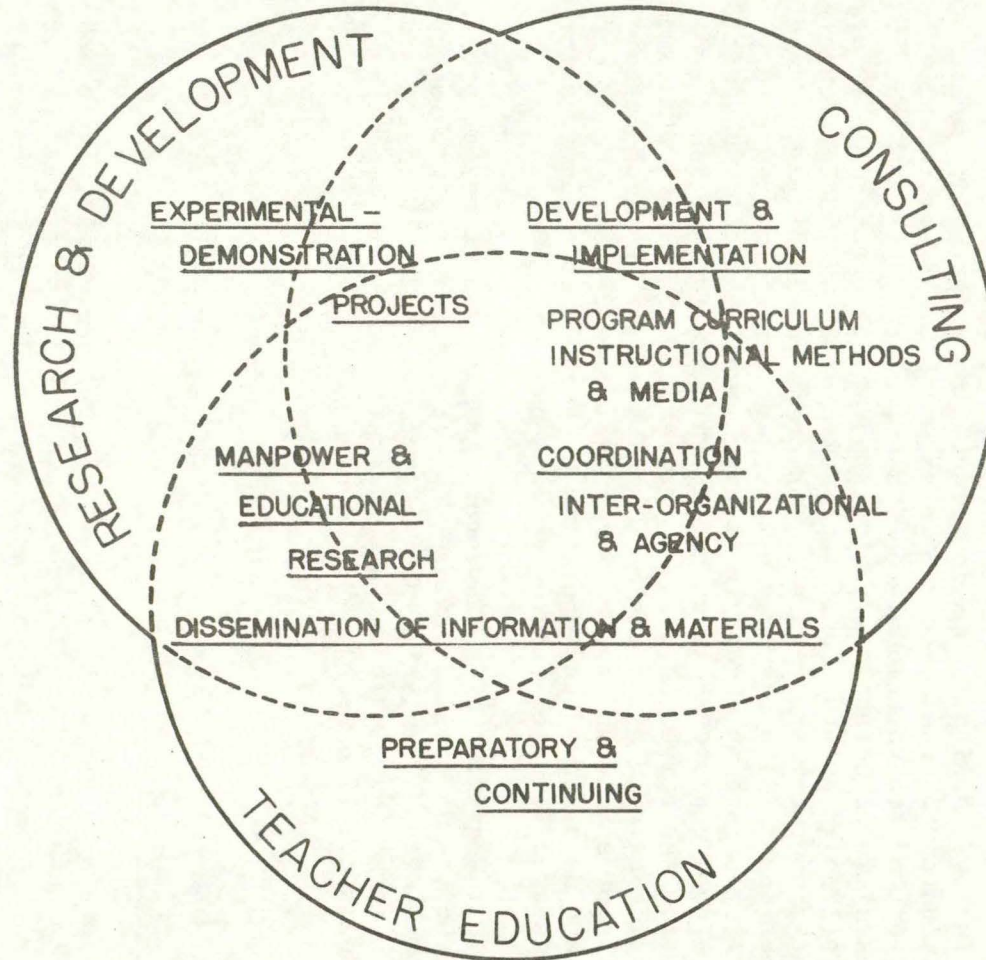 RESEARCH & DEVELOPMENT
CONSULTING
EXPERIMENTAL -
DEMONSTRATION
PROJECTS
DEVELOPMENT &
IMPLEMENTATION
PROGRAM CURRICULUM
INSTRUCTIONAL METHODS
& MEDIA
MANPOWER &
EDUCATIONAL
RESEARCH
COORDINATION
INTER-ORGANIZATIONAL
& AGENCY
DISSEMINATION OF INFORMATION & MATERIALS
PREPARATORY &
CONTINUING
TEACHER EDUCATION